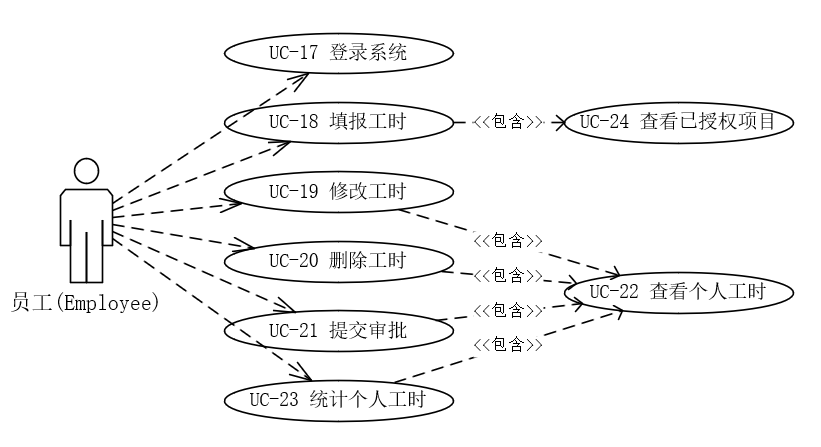 UC-17 登录系统
UC-18 填报工时
<<包含>>
UC-24 查看已授权项目
UC-19 修改工时
<<包含>>
UC-20 删除工时
<<包含>>
UC-22 查看个人工时
员工(Employee)
<<包含>>
UC-21 提交审批
<<包含>>
UC-23 统计个人工时